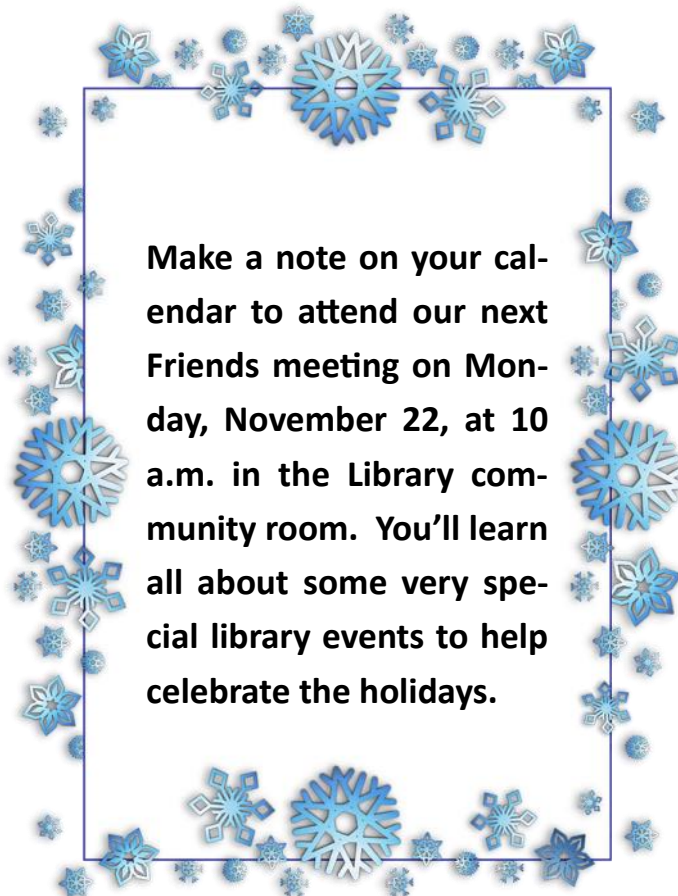 Make a note on your cal-
endar to attend our next
Friends meeting on Mon-
day, November 22, at 10
a.m. in the Library com-
munity room.  You’ll learn
all about some very spe-
cial library events to help
celebrate the holidays.